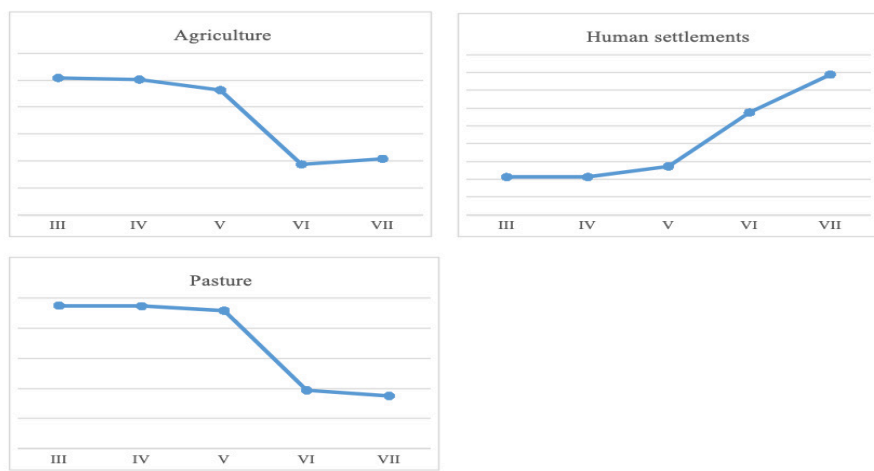 Agriculture
III IV V VI VII
Human settlements
III IV V VI VII
Pasture
III IV V VI VII